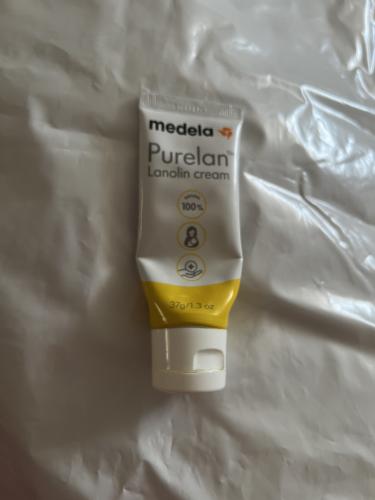 medela
Purelan™
Lanolin cream
100%
37g/1.3 oz